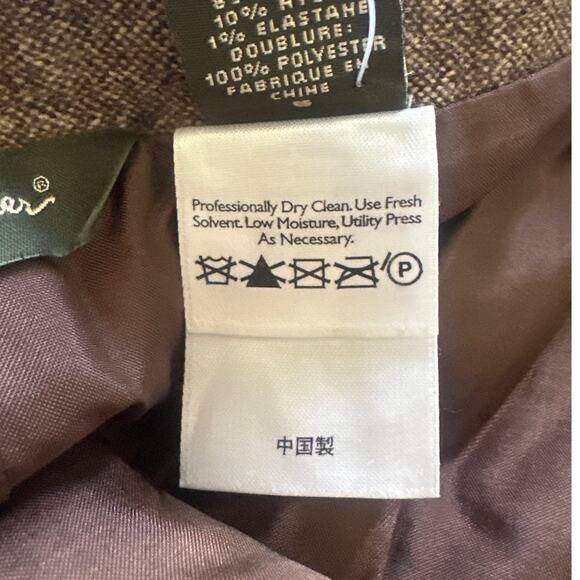 10%
1% ELASTANE
DOUBLURE:
100% POLYESTER
FABRIQUE EN
CHINE
Professionally Dry Clean. Use Fresh
Solvent. Low Moisture, Utility Press
As Necessary.
P
中国製